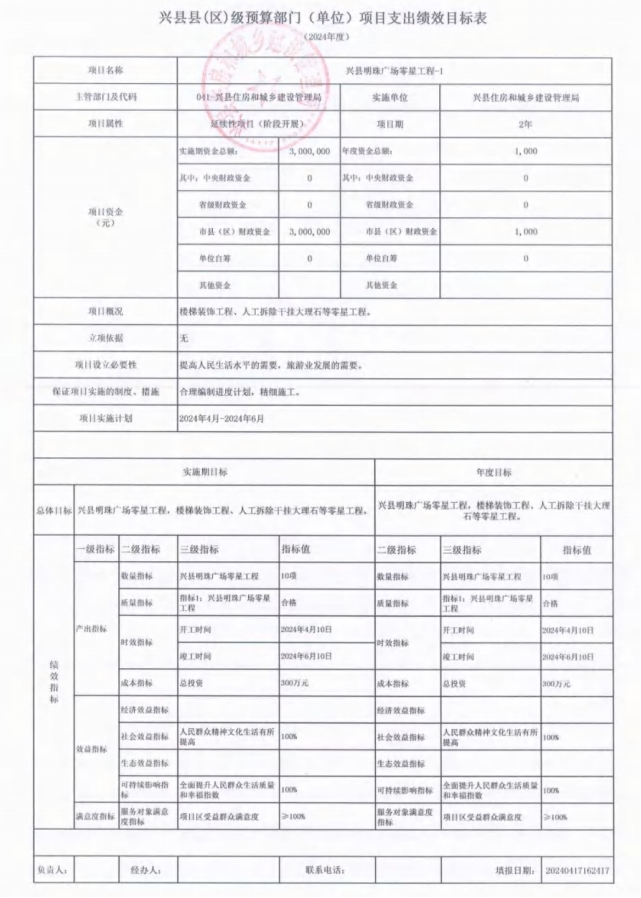 兴县县(区)级预算部门（单位）项目支出绩效目标表
（2024年度）
项目名称 兴县明珠广场零星工程-1
主管部门及代码 041-兴县住房和城乡建设管理局 实施单位 兴县住房和城乡建设管理局
项目属性 延续性项目（阶段开展） 项目期 2年
项目资金
（元）
实施期资金总额: 3,000,000 年度资金总额: 1,000
其中: 中央财政资金 0 其中: 中央财政资金 0
省级财政资金 0 省级财政资金 0
市县（区）财政资金 3,000,000 市县（区）财政资金 1,000
单位自筹 0 单位自筹 0
其他资金 其他资金
项目概况 楼梯装饰工程、人工拆除干挂大理石等零星工程。
立项依据 无
项目设立必要性 提高人民生活水平的需要，旅游业发展的需要。
保证项目实施的制度、措施 合理编制进度计划，精细施工。
项目实施计划 2024年4月-2024年6月
实施期目标 年度目标
总体目标 兴县明珠广场零星工程，楼梯装饰工程、人工拆除干挂大理石等零星工程。 兴县明珠广场零星工程，楼梯装饰工程、人工拆除干挂大理
石等零星工程。
绩效指标
一级指标 二级指标 三级指标 指标值 二级指标 三级指标 指标值
产出指标
数量指标 兴县明珠广场零星工程 10项 数量指标 兴县明珠广场零星工程 10项
质量指标 指标1: 兴县明珠广场零星
工程 合格 质量指标 指标1: 兴县明珠广场零星
工程 合格
时效指标 开工时间 2024年4月10日 时效指标 开工时间 2024年4月10日
竣工时间 2024年6月10日 竣工时间 2024年6月10日
成本指标 总投资 300万元 成本指标 总投资 300万元
效益指标
经济效益指标 经济效益指标
社会效益指标 人民群众精神文化生活有所
提高 100% 社会效益指标 人民群众精神文化生活有所
提高 100%
生态效益指标 生态效益指标
可持续影响指
标 全面提升人民群众生活质量
和幸福指数 100% 可持续影响指标 全面提升人民群众生活质量
和幸福指数 100%
满意度指标 服务对象满意
度指标 项目区受益群众满意度 ≥100% 服务对象满意度
指标 项目区受益群众满意度 ≥100%
负责人: 经办人: 联系电话: 填报日期: 20240417162417